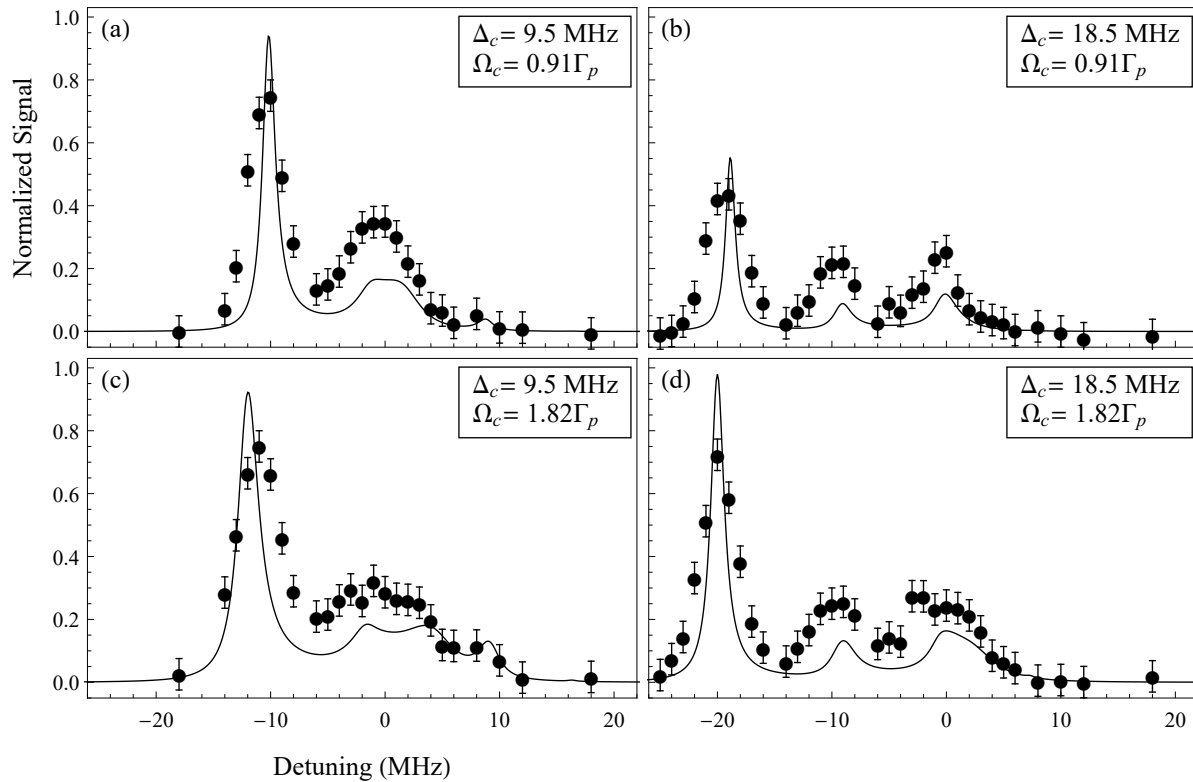 (a)
Δc = 9.5 MHz
Ωc = 0.91Γp
(b)
Δc = 18.5 MHz
Ωc = 0.91Γp
1.0
0.8
0.6
0.4
0.2
0.0
Normalized Signal
(c)
Δc = 9.5 MHz
Ωc = 1.82Γp
(d)
Δc = 18.5 MHz
Ωc = 1.82Γp
1.0
0.8
0.6
0.4
0.2
0.0
−20 −10 0 10 20
−20 −10 0 10 20
Detuning (MHz)